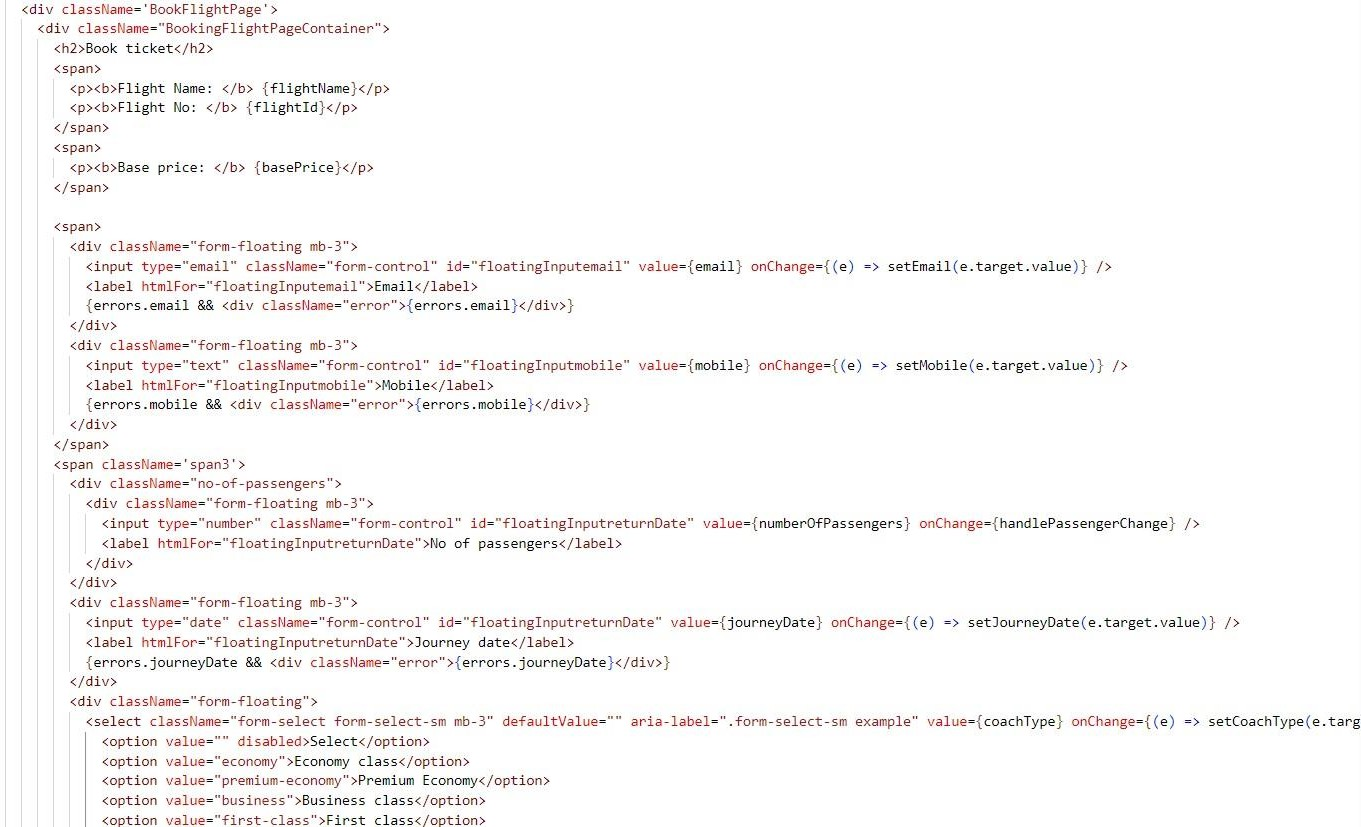 <div className='BookFlightPage'>
<div className="BookingFlightPageContainer">
<h2>Book ticket</h2>
<span>
<p><b>Flight Name: </b> {flightName}</p>
<p><b>Flight No: </b> {flightId}</p>
</span>
<span>
<p><b>Base price: </b> {basePrice}</p>
</span>
<span>
<div className="form-floating mb-3">
<input type="email" className="form-control" id="floatingInputemail" value={email} onChange={(e) => setEmail(e.target.value)} />
<label htmlFor="floatingInputemail">Email</label>
{errors.email && <div className="error">{errors.email}</div>}
</div>
<div className="form-floating mb-3">
<input type="text" className="form-control" id="floatingInputmobile" value={mobile} onChange={(e) => setMobile(e.target.value)} />
<label htmlFor="floatingInputmobile">Mobile</label>
{errors.mobile && <div className="error">{errors.mobile}</div>}
</div>
</span>
<span className='span3'>
<div className="no-of-passengers">
<div className="form-floating mb-3">
<input type="number" className="form-control" id="floatingInputreturnDate" value={numberOfPassengers} onChange={handlePassengerChange} />
<label htmlFor="floatingInputreturnDate">No of passengers</label>
</div>
</div>
<div className="form-floating mb-3">
<input type="date" className="form-control" id="floatingInputreturnDate" value={journeyDate} onChange={(e) => setJourneyDate(e.target.value)} />
<label htmlFor="floatingInputreturnDate">Journey date</label>
{errors.journeyDate && <div className="error">{errors.journeyDate}</div>}
</div>
<div className="form-floating">
<select className="form-select form-select-sm mb-3" defaultValue="" aria-label=".form-select-sm example" value={coachType} onChange={(e) => setCoachType(e.targ
<option value="" disabled>Select</option>
<option value="economy">Economy class</option>
<option value="premium-economy">Premium Economy</option>
<option value="business">Business class</option>
<option value="first-class">First class</option>